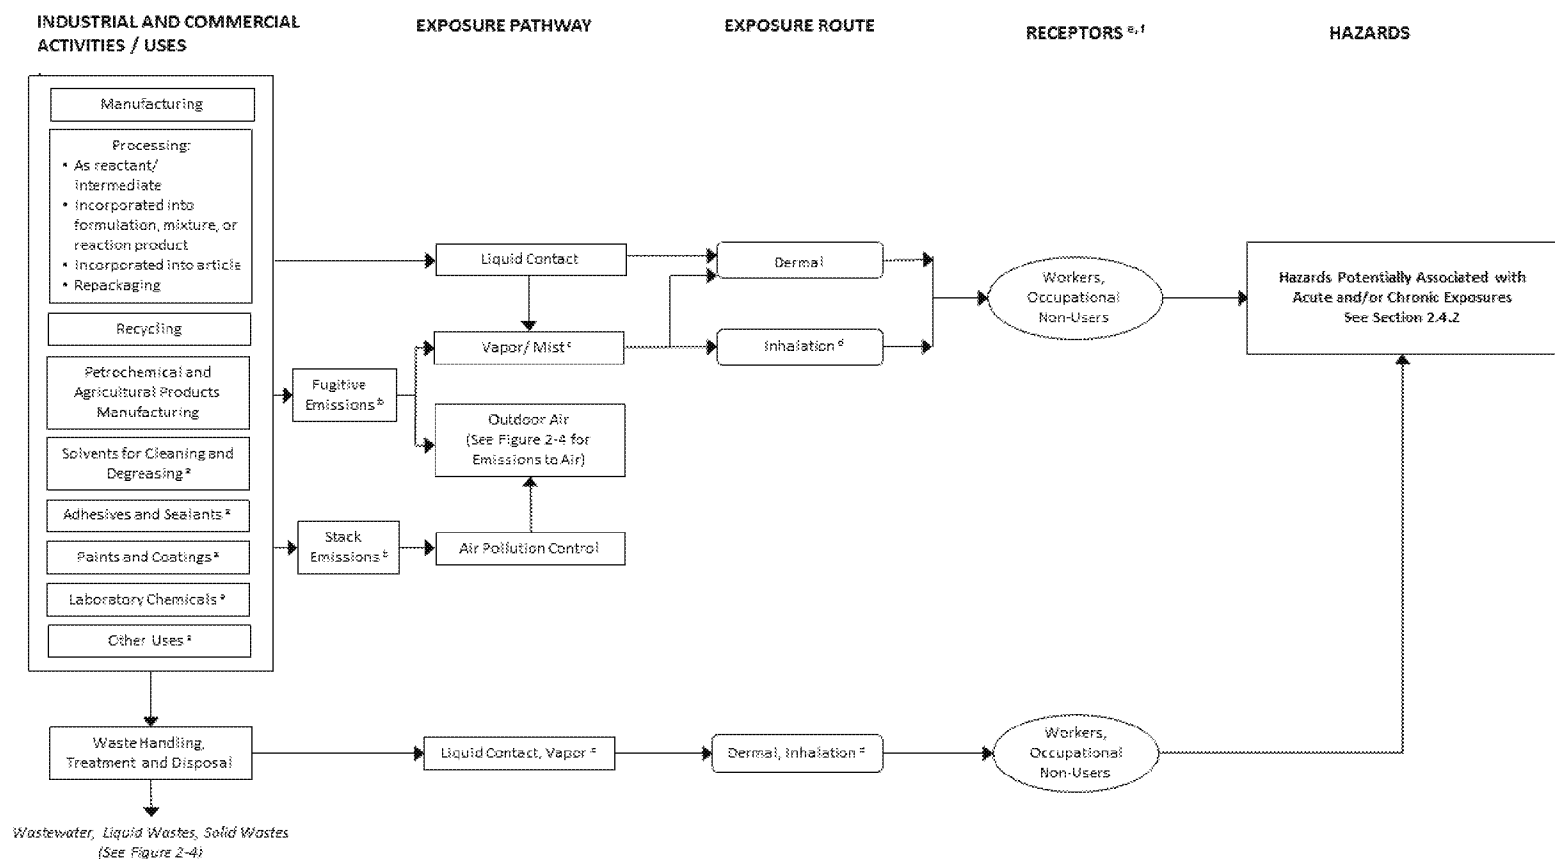 INDUSTRIAL AND COMMERCIAL
ACTIVITIES / USES
EXPOSURE PATHWAY
EXPOSURE ROUTE
RECEPTORS e, f
HAZARDS
Manufacturing
Processing:
• As reactant/
intermediate
• Incorporated into
formulation, mixture, or
reaction product
• Incorporated into article
• Repackaging
Recycling
Petrochemical and
Agricultural Products
Manufacturing
Solvents for Cleaning and
Degreasing a
Adhesives and Sealants a
Paints and Coatings a
Laboratory Chemicals a
Other Uses a
Waste Handling,
Treatment and Disposal
Wastewater, Liquid Wastes, Solid Wastes
(See Figure 2-4)
Fugitive
Emissions b
Stack
Emissions b
Liquid Contact
Vapor/ Mist c
Outdoor Air
(See Figure 2-4 for
Emissions to Air)
Air Pollution Control
Liquid Contact, Vapor c
Dermal
Inhalation d
Dermal, Inhalation
Workers,
Occupational
Non-Users
Workers,
Occupational
Non-Users
Hazards Potentially Associated with
Acute and/or Chronic Exposures
See Section 2.4.2